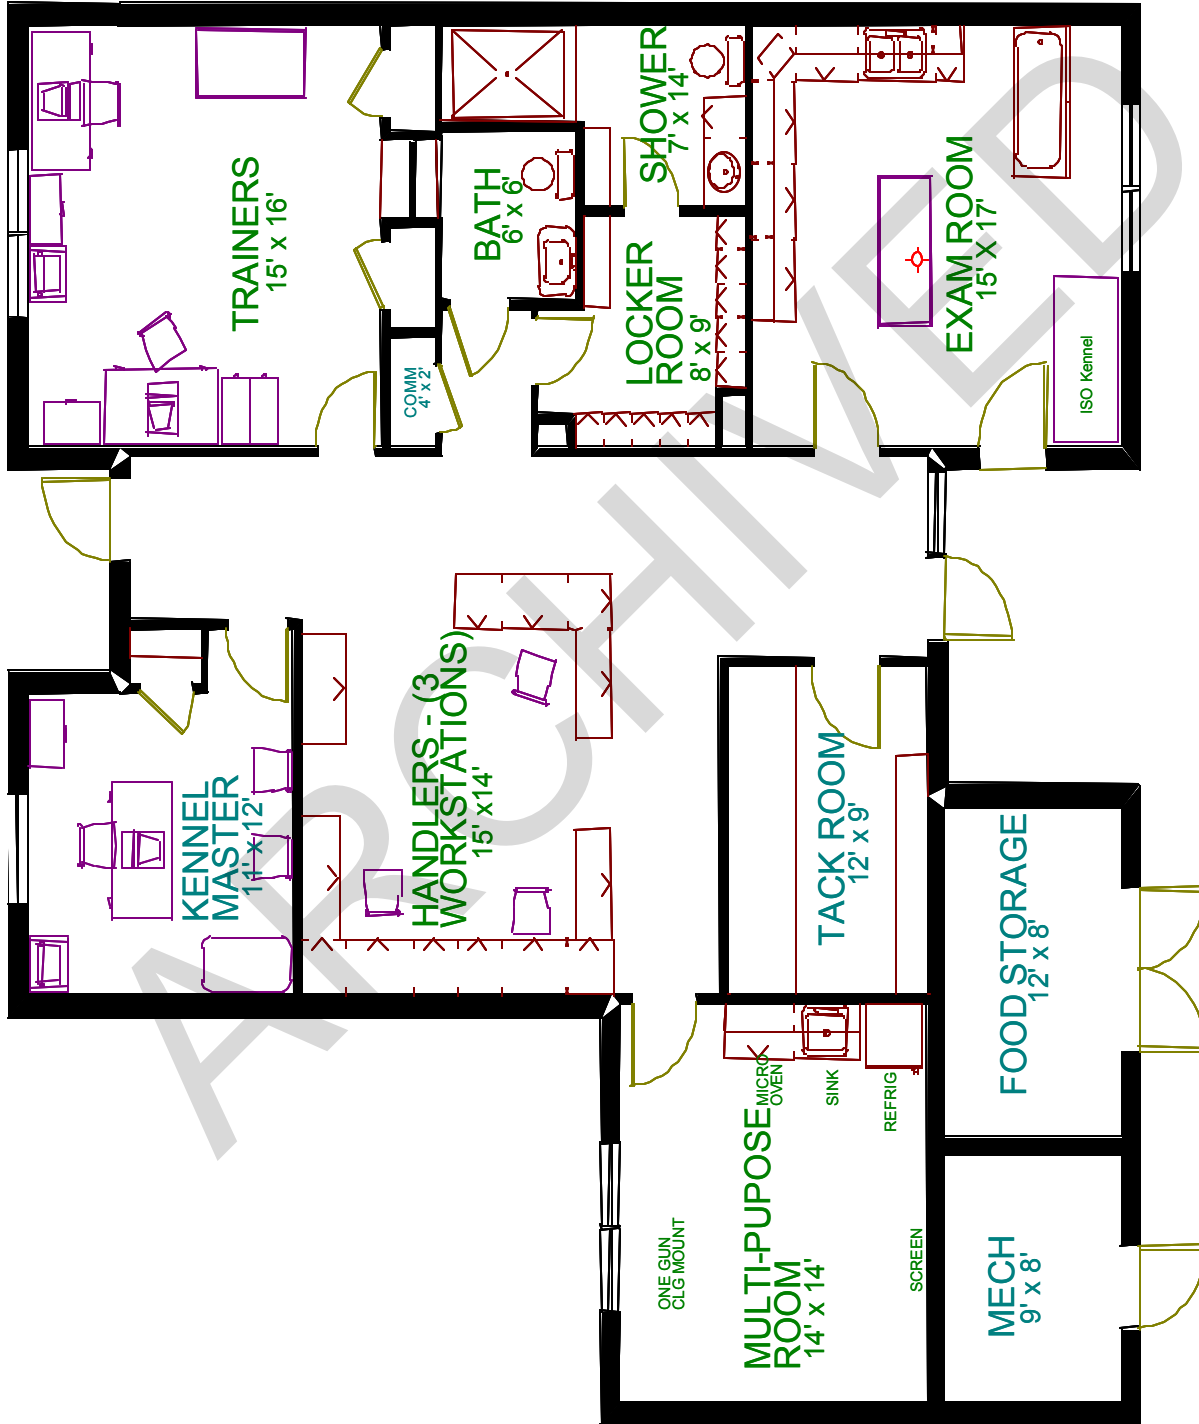 TRAINERS
15' x 16'
BATH
6' x 6'
SHOWER
7' x 14'
LOCKER
ROOM
8' x 9'
EXAM ROOM
15' X 17'
ISO Kennel
COMM
4' x 2'
KENNEL
MASTER
11' x 12'
HANDLERS - (3
WORKSTATIONS)
15' x14'
TACK ROOM
12' x 9'
FOOD STORAGE
12' x 8'
MICRO
OVEN
SINK
REFRIG
MULTI-PUPOSE
ROOM
14' x 14'
ONE GUN
CLG MOUNT
SCREEN
MECH
9' x 8'
ARCHIVED